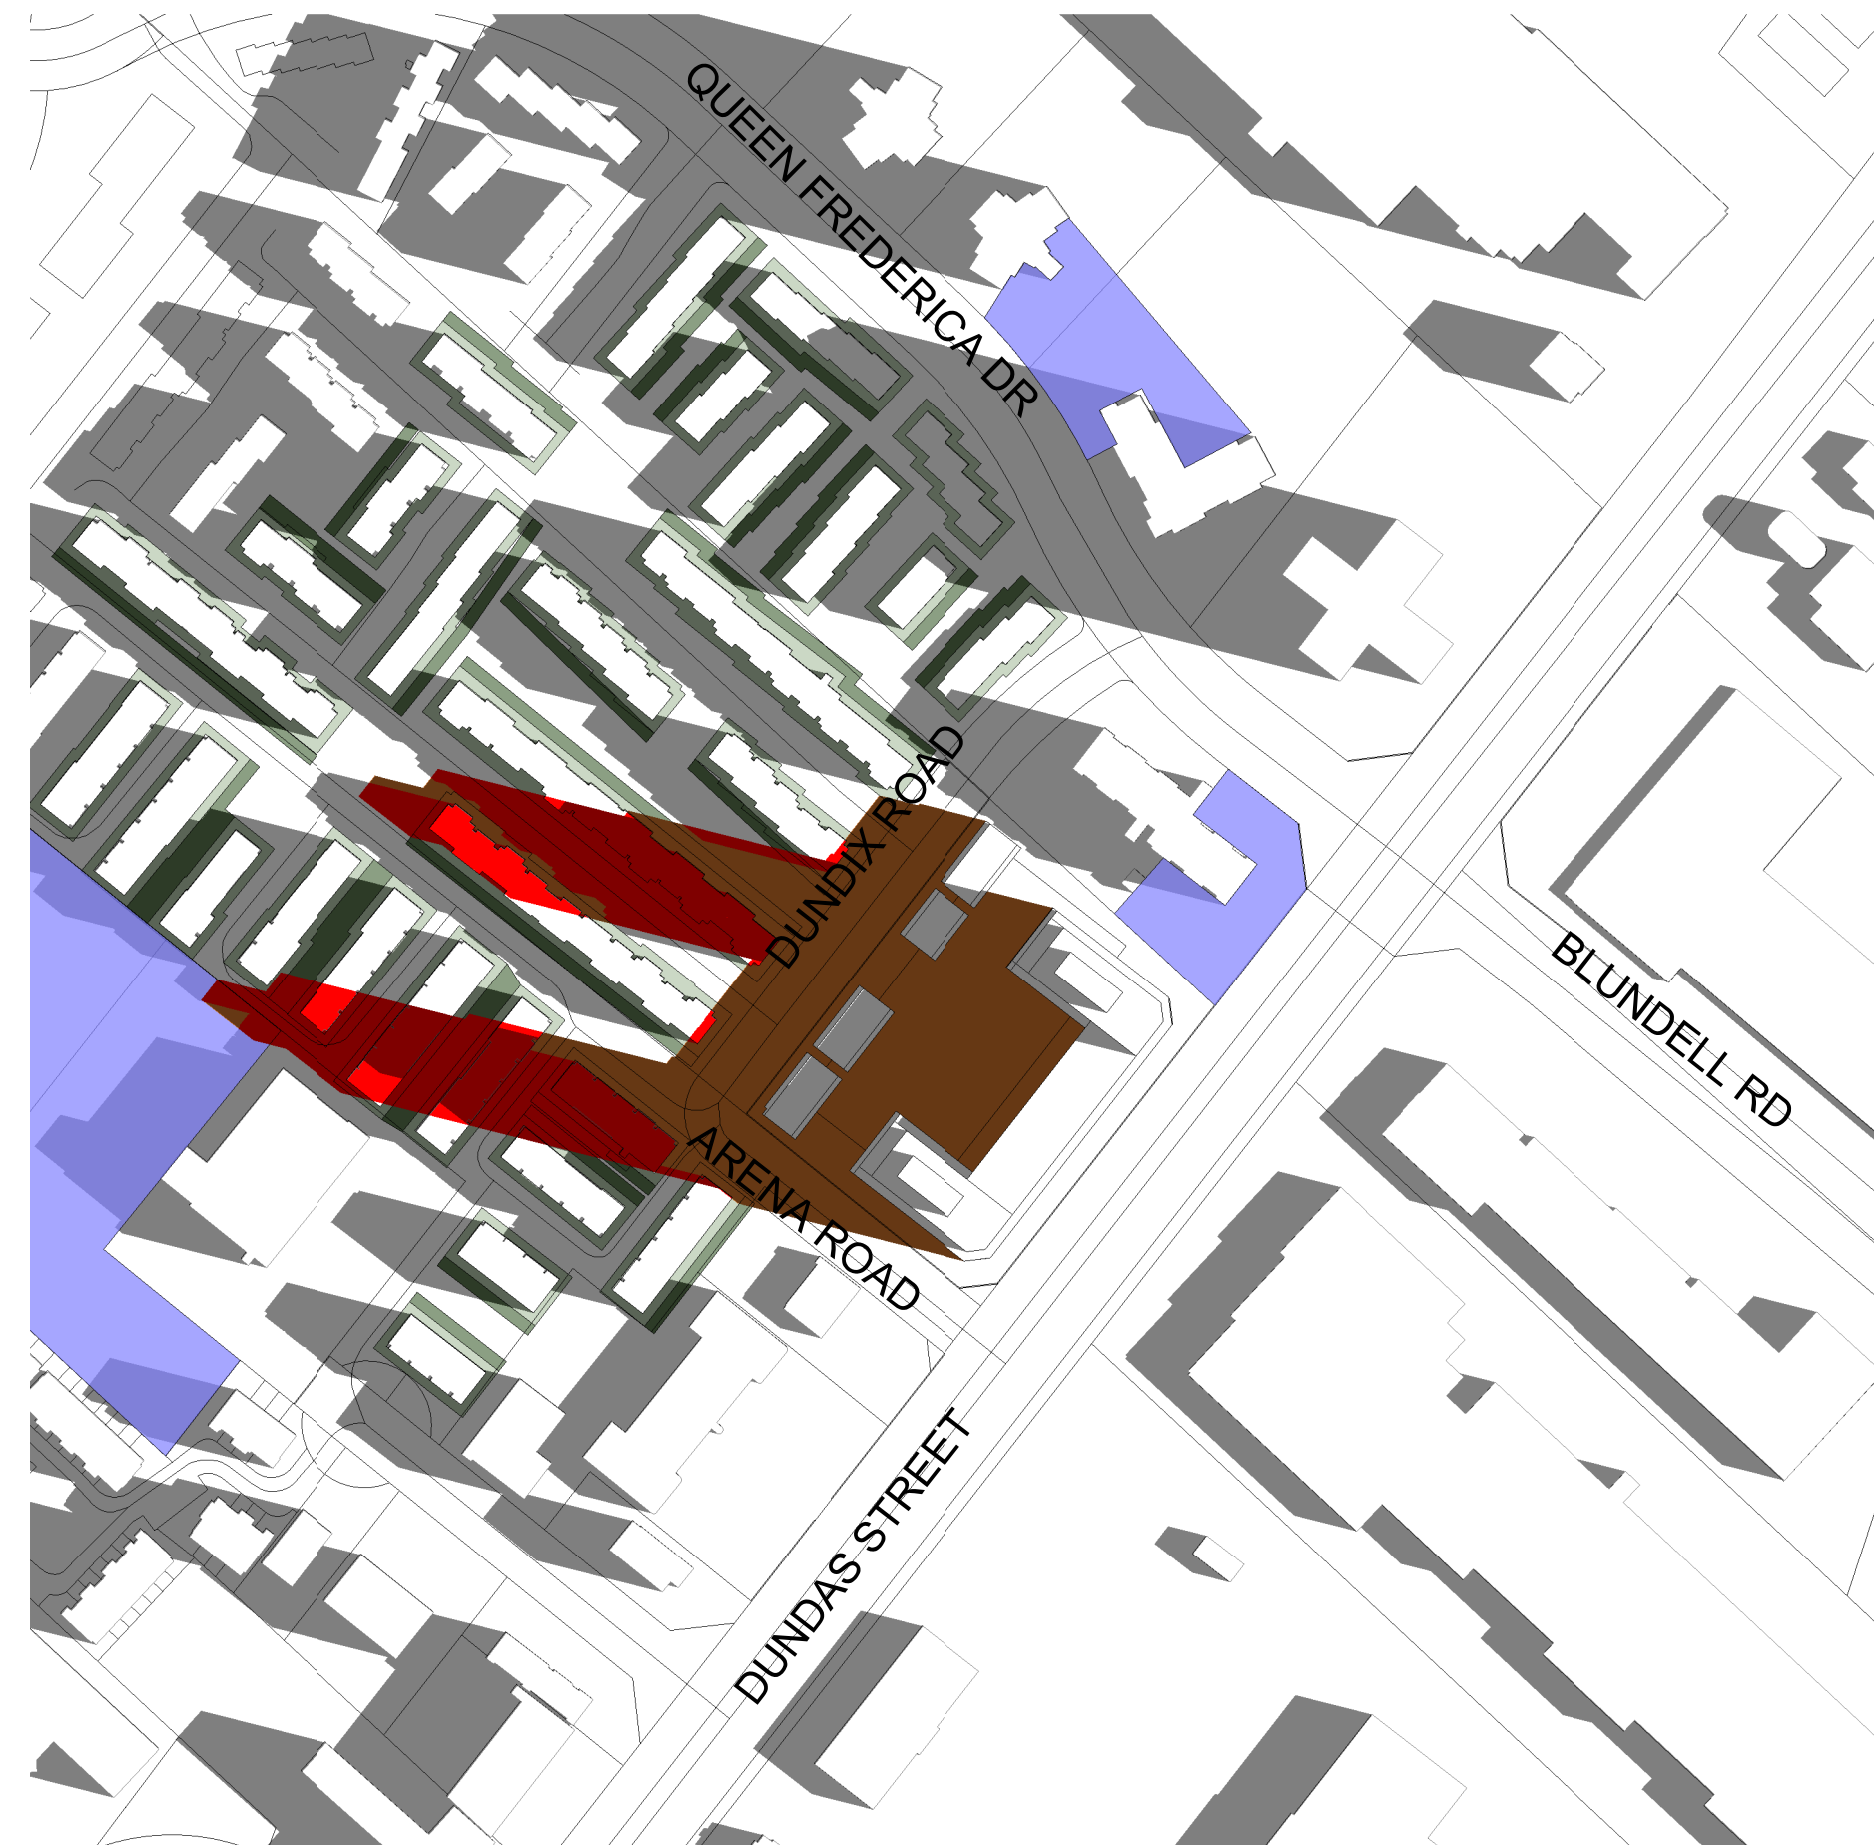 QUEEN FREDERICA DR
DUNDIX ROAD
BLUNDELL RD
ARENA ROAD
DUNDAS STREET